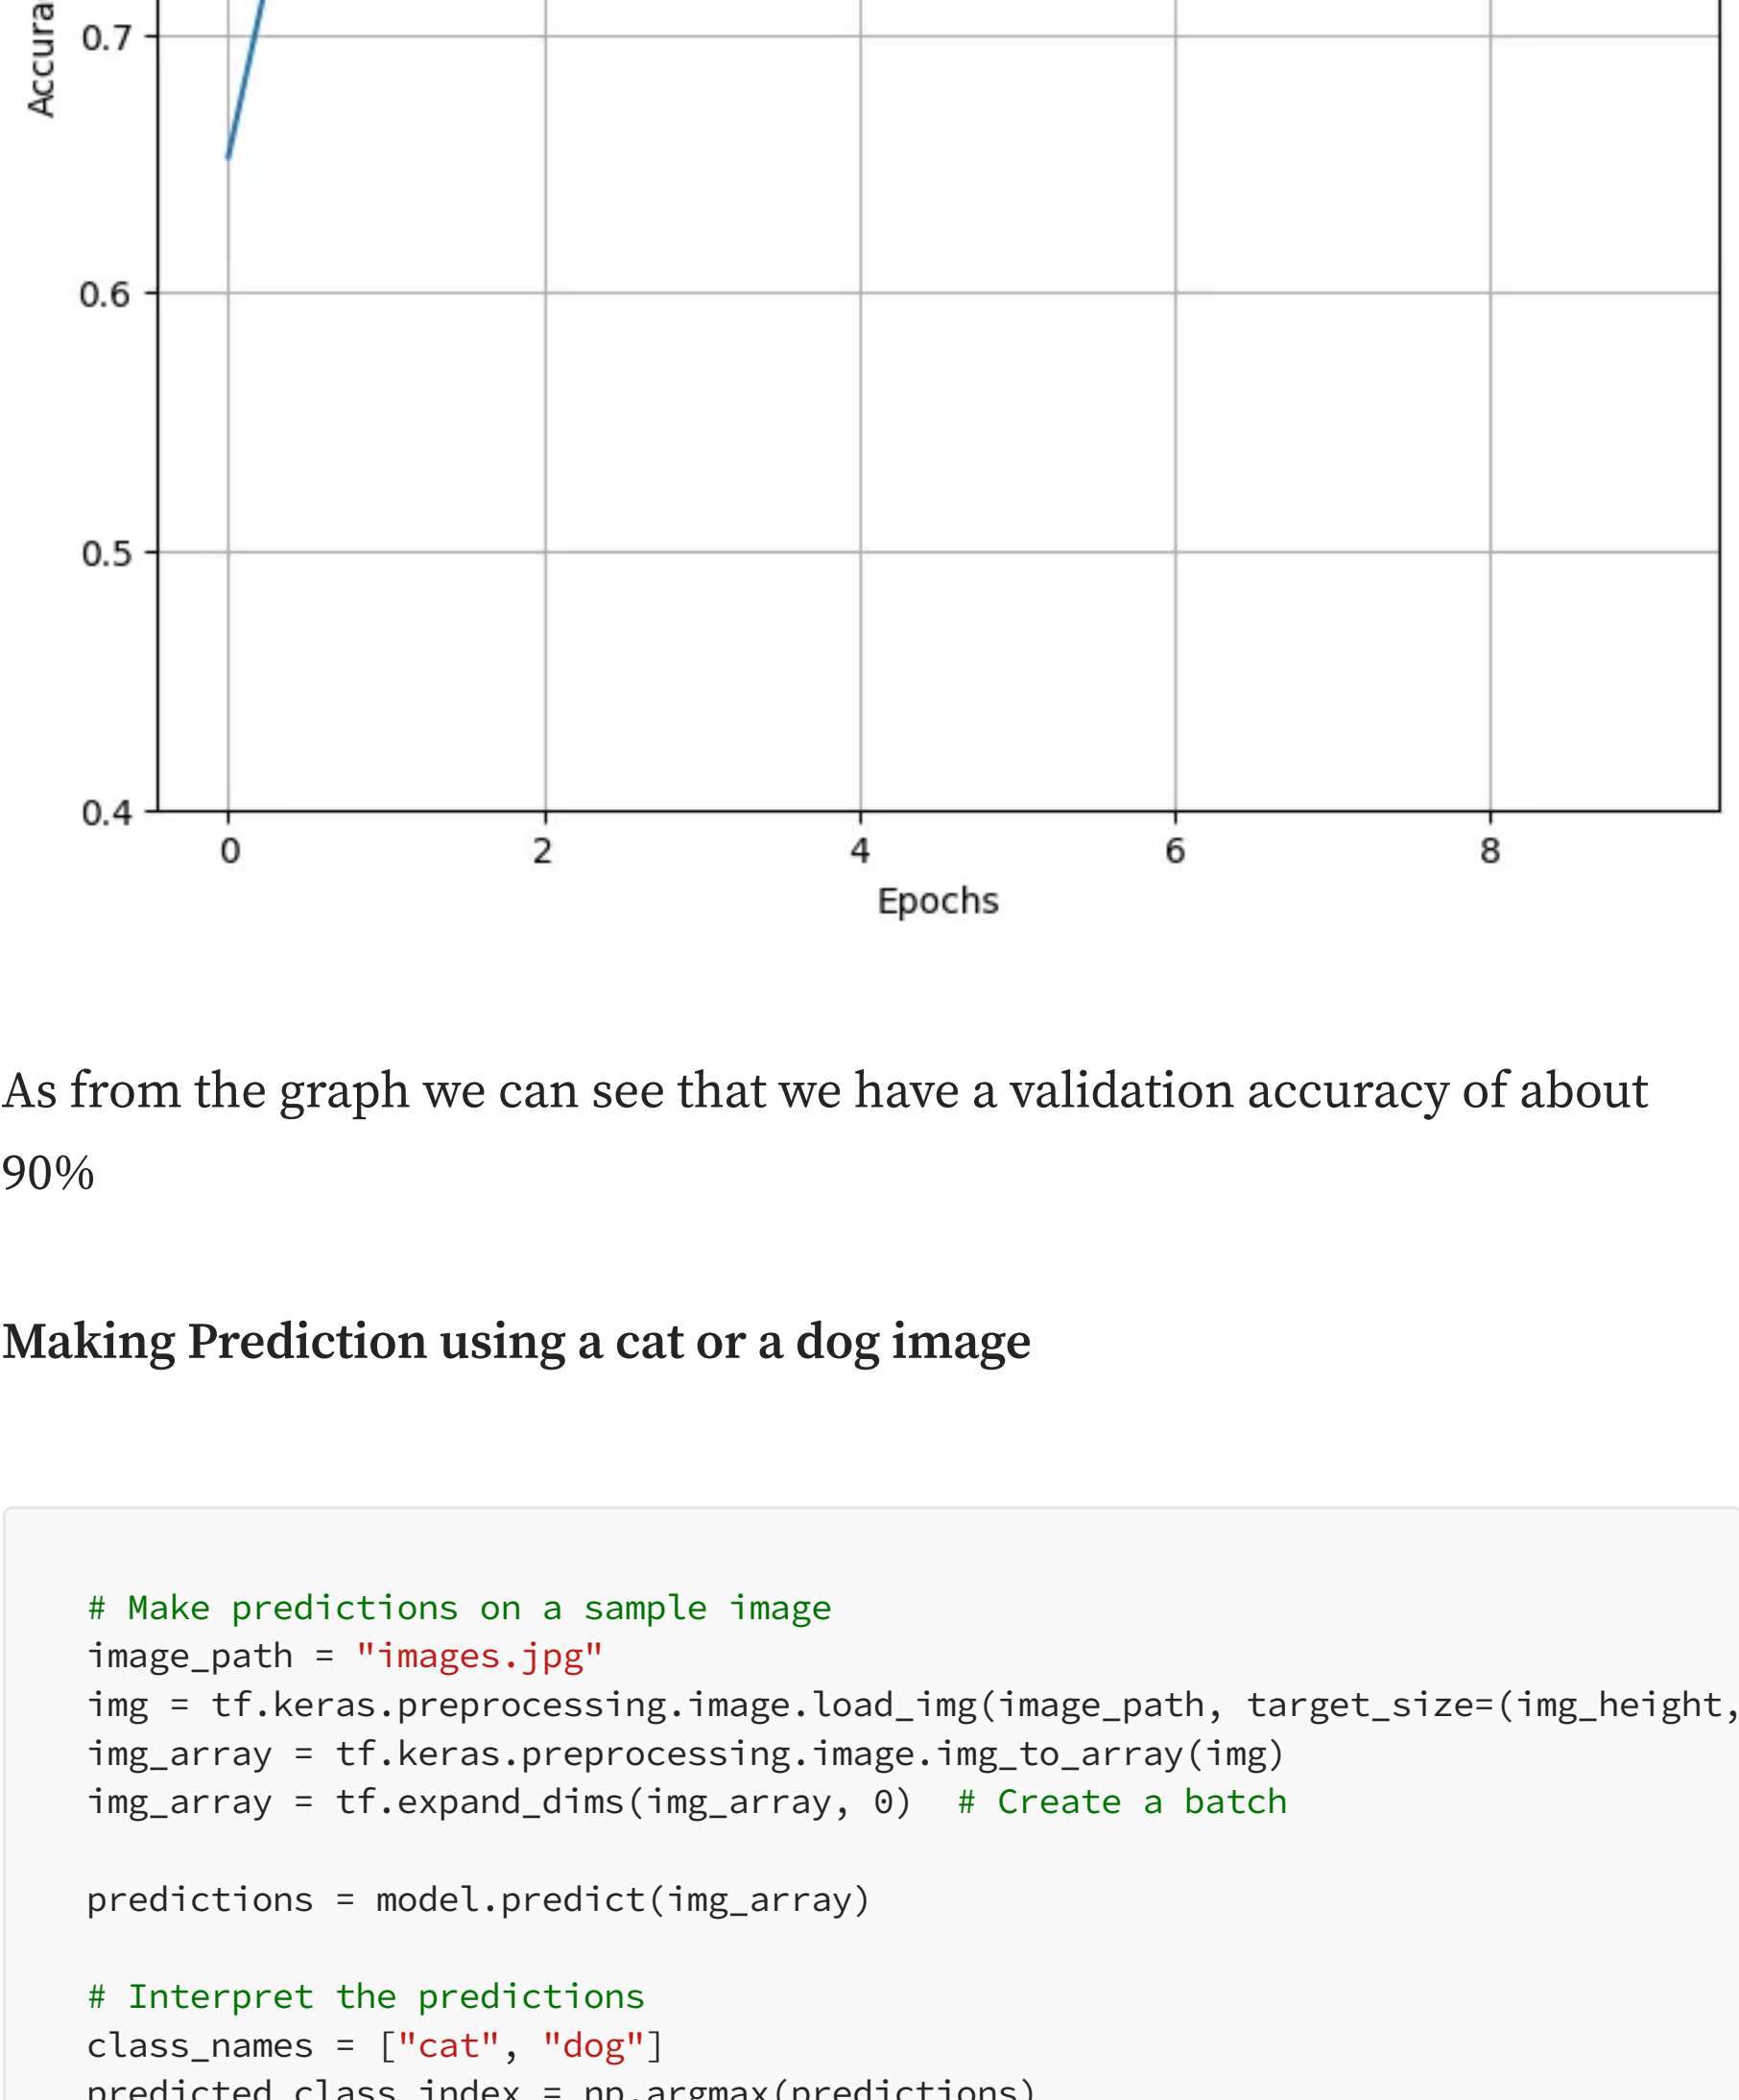 Accura
0.7
0.6
0.5
0.4
0 2 4 6 8
Epochs
As from the graph we can see that we have a validation accuracy of about
90%
Making Prediction using a cat or a dog image
# Make predictions on a sample image
image_path = "images.jpg"
img = tf.keras.preprocessing.image.load_img(image_path, target_size=(img_height,
img_array = tf.keras.preprocessing.image.img_to_array(img)
img_array = tf.expand_dims(img_array, 0)  # Create a batch
predictions = model.predict(img_array)
# Interpret the predictions
class_names = ["cat", "dog"]
predicted_class_index = np.argmax(predictions)